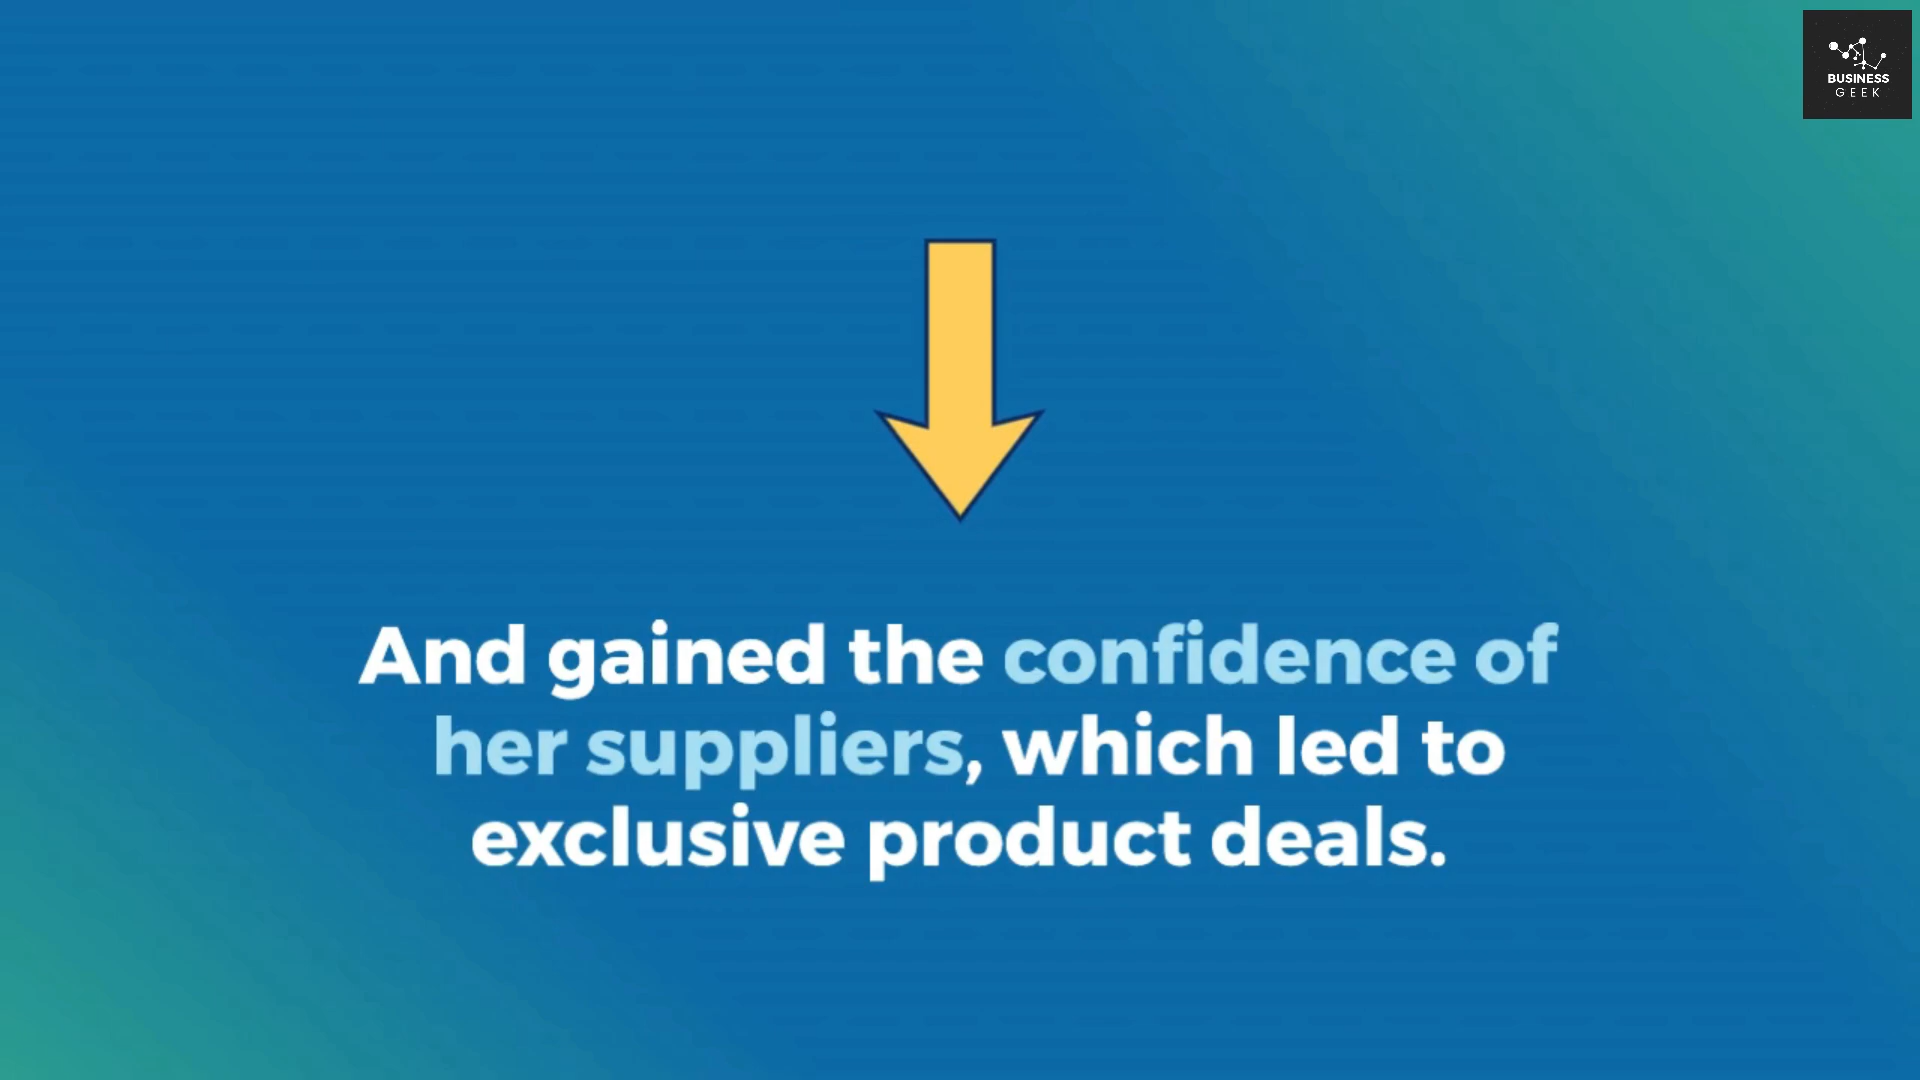 BUSINESS
GEEK
And gained the confidence of
her suppliers, which led to
exclusive product deals.